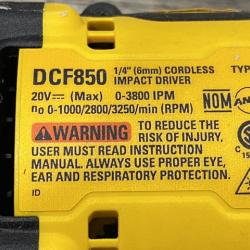 DCF850 1/4" (6mm) CORDLESS TYP
IMPACT DRIVER
20V (Max) 0-3800 IPM
no 0-1000/2800/3250/min (RPM)
NOM
WARNING TO REDUCE THE
RISK OF INJURY,
USER MUST READ INSTRUCTION
MANUAL. ALWAYS USE PROPER EYE,
EAR AND RESPIRATORY PROTECTION.
ID